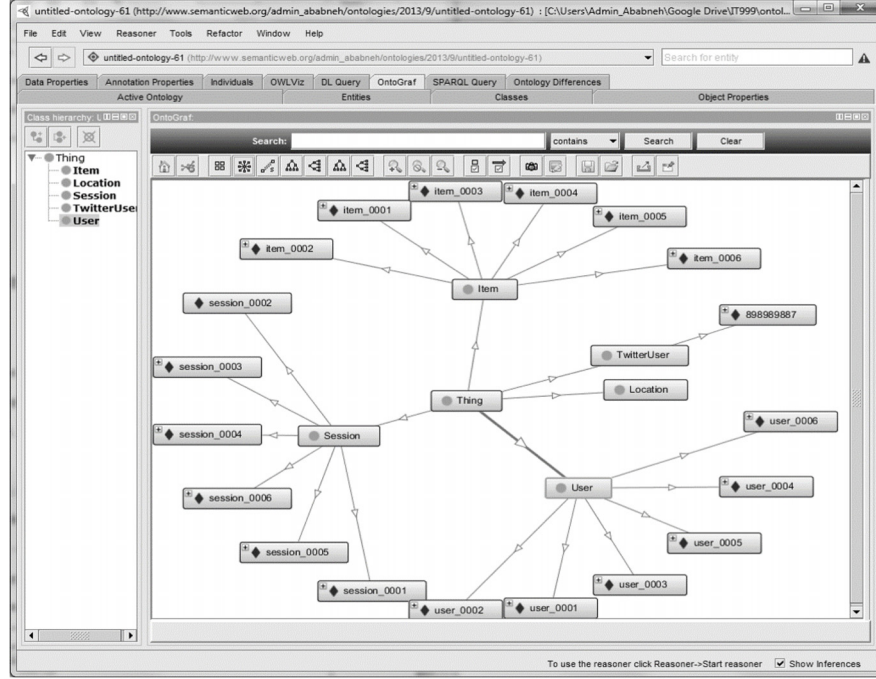 untitled-ontology-61 (http://www.semanticweb.org/admin_ababneh/ontologies/2013/9/untitled-ontology-61) : [C:\Users\Admin_Ababneh\Google Drive\IT999\ontol...
File Edit View Reasoner Tools Refactor Window Help
untitled-ontology-61 (http://www.semanticweb.org/admin_ababneh/ontologies/2013/9/untitled-ontology-61)
Search for entity
Data Properties Annotation Properties Individuals OWLViz DL Query OntoGraf SPARQL Query Ontology Differences
Active Ontology Entities Classes Object Properties
Class hierarchy: U
OntoGraf:
Search: contains Search Clear
Thing
Item
Location
Session
TwitterUser
User
item_0003
item_0004
item_0001
item_0005
item_0002
item_0006
Item
session_0002
898989887
TwitterUser
session_0003
Location
Thing
user_0006
session_0004
Session
User
user_0004
session_0006
user_0005
session_0005
user_0003
session_0001
user_0002
user_0001
To use the reasoner click Reasoner->Start reasoner Show Inferences